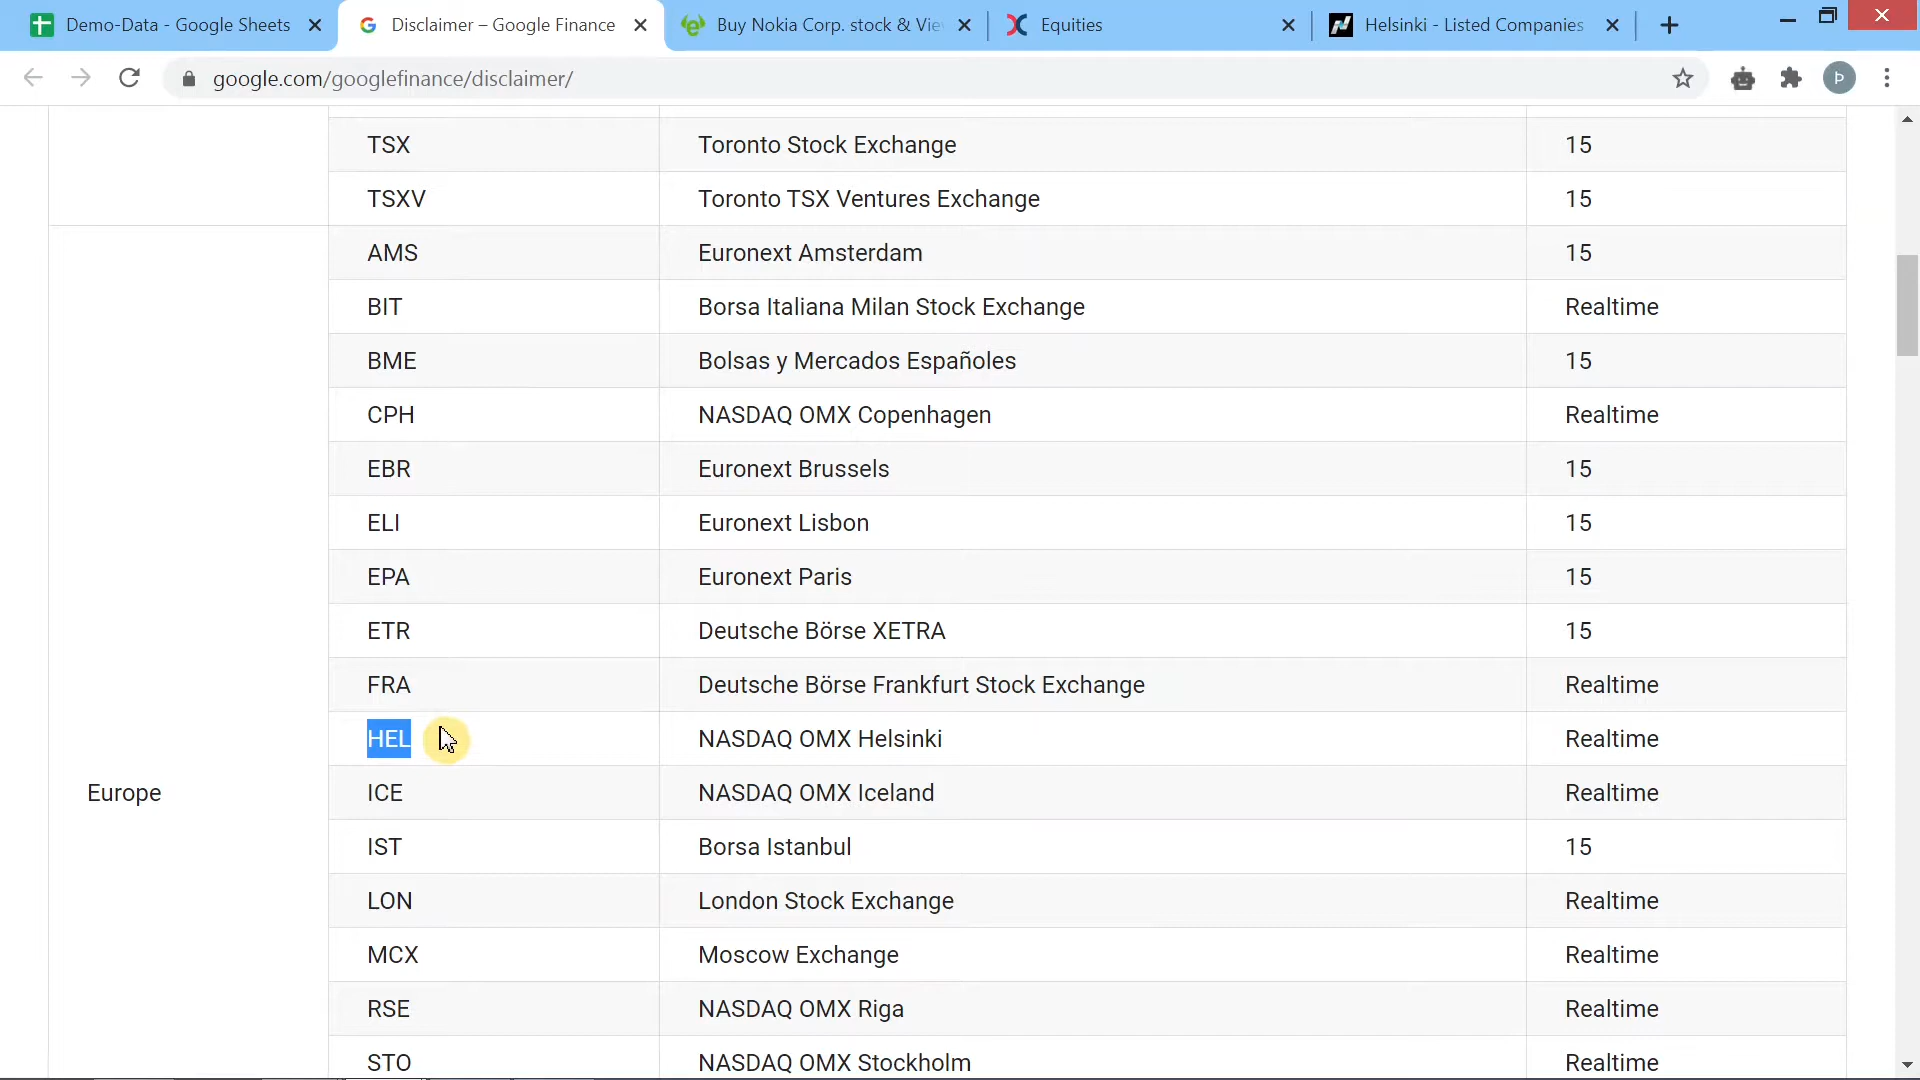 Demo-Data - Google Sheets
Disclaimer – Google Finance
Buy Nokia Corp. stock & Vie
Equities
Helsinki - Listed Companies
google.com/googlefinance/disclaimer/
Þ
TSX Toronto Stock Exchange 15
TSXV Toronto TSX Ventures Exchange 15
Europe
AMS Euronext Amsterdam 15
BIT Borsa Italiana Milan Stock Exchange Realtime
BME Bolsas y Mercados Españoles 15
CPH NASDAQ OMX Copenhagen Realtime
EBR Euronext Brussels 15
ELI Euronext Lisbon 15
EPA Euronext Paris 15
ETR Deutsche Börse XETRA 15
FRA Deutsche Börse Frankfurt Stock Exchange Realtime
HEL NASDAQ OMX Helsinki Realtime
ICE NASDAQ OMX Iceland Realtime
IST Borsa Istanbul 15
LON London Stock Exchange Realtime
MCX Moscow Exchange Realtime
RSE NASDAQ OMX Riga Realtime
STO NASDAQ OMX Stockholm Realtime